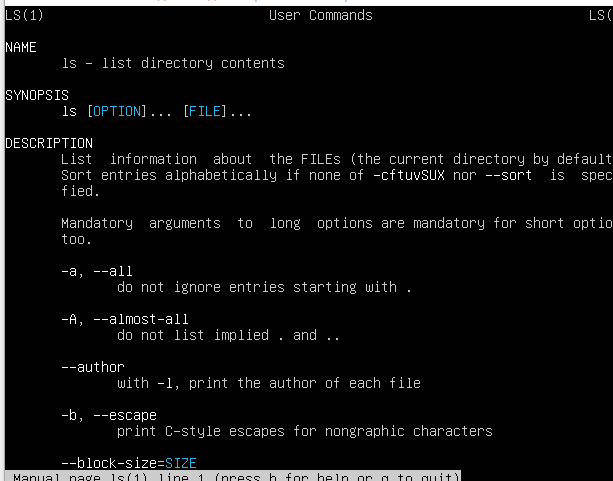 LS(1) User Commands LS(
NAME
ls - list directory contents
SYNOPSIS
ls [OPTION]... [FILE]...
DESCRIPTION
List information about the FILEs (the current directory by default
Sort entries alphabetically if none of -cftuvSUX nor --sort is spec
fied.
Mandatory arguments to long options are mandatory for short optio
too.
-a, --all
do not ignore entries starting with .
-A, --almost-all
do not list implied . and ..
--author
with -l, print the author of each file
-b, --escape
print C-style escapes for nongraphic characters
--block-size=SIZE
Manual page ls(1) line 1 (press h for help or q to quit)